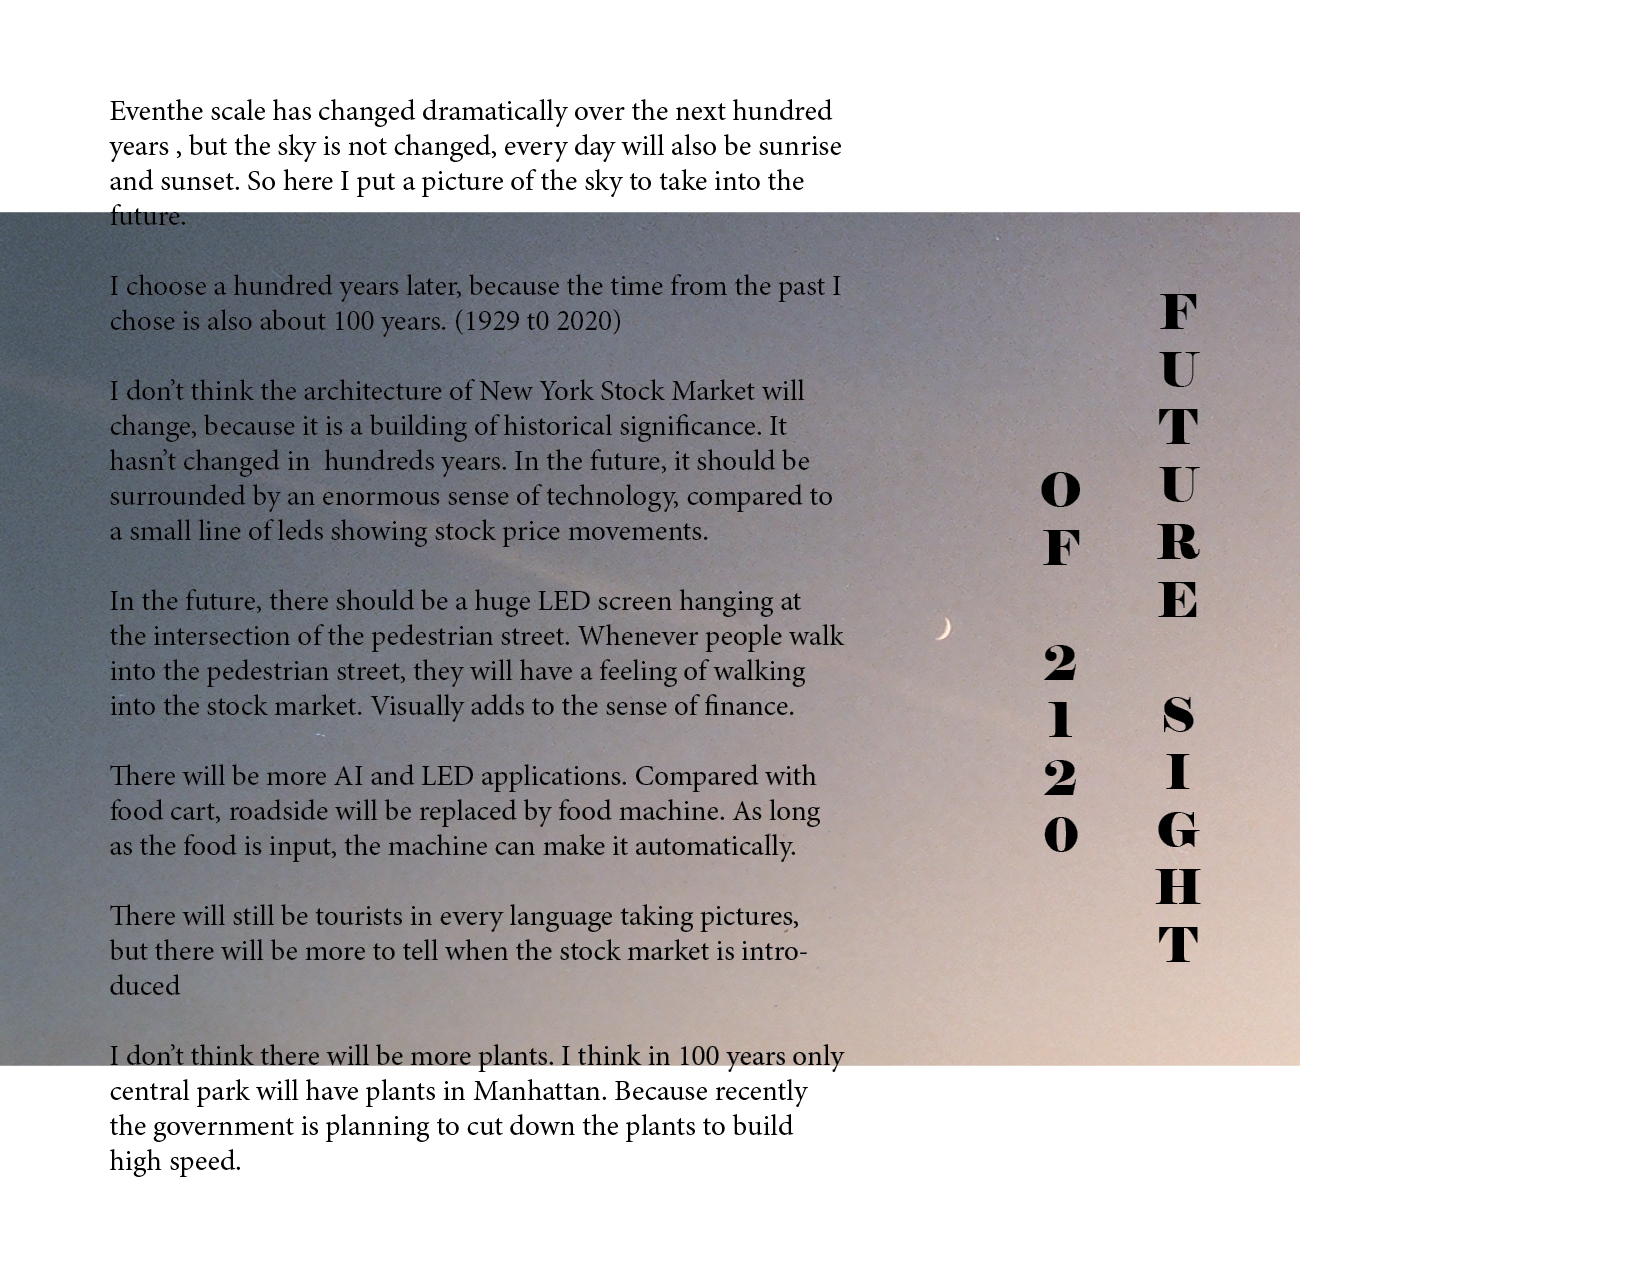 Eventhe scale has changed dramatically over the next hundred
years , but the sky is not changed, every day will also be sunrise
and sunset. So here I put a picture of the sky to take into the
future.
I choose a hundred years later, because the time from the past I
chose is also about 100 years. (1929 t0 2020)
I don’t think the architecture of New York Stock Market will
change, because it is a building of historical significance. It
hasn’t changed in  hundreds years. In the future, it should be
surrounded by an enormous sense of technology, compared to
a small line of leds showing stock price movements.
In the future, there should be a huge LED screen hanging at
the intersection of the pedestrian street. Whenever people walk
into the pedestrian street, they will have a feeling of walking
into the stock market. Visually adds to the sense of finance.
There will be more AI and LED applications. Compared with
food cart, roadside will be replaced by food machine. As long
as the food is input, the machine can make it automatically.
There will still be tourists in every language taking pictures,
but there will be more to tell when the stock market is intro-
duced
I don’t think there will be more plants. I think in 100 years only
central park will have plants in Manhattan. Because recently
the government is planning to cut down the plants to build
high speed.
FUTURE SIGHT
OF 2120